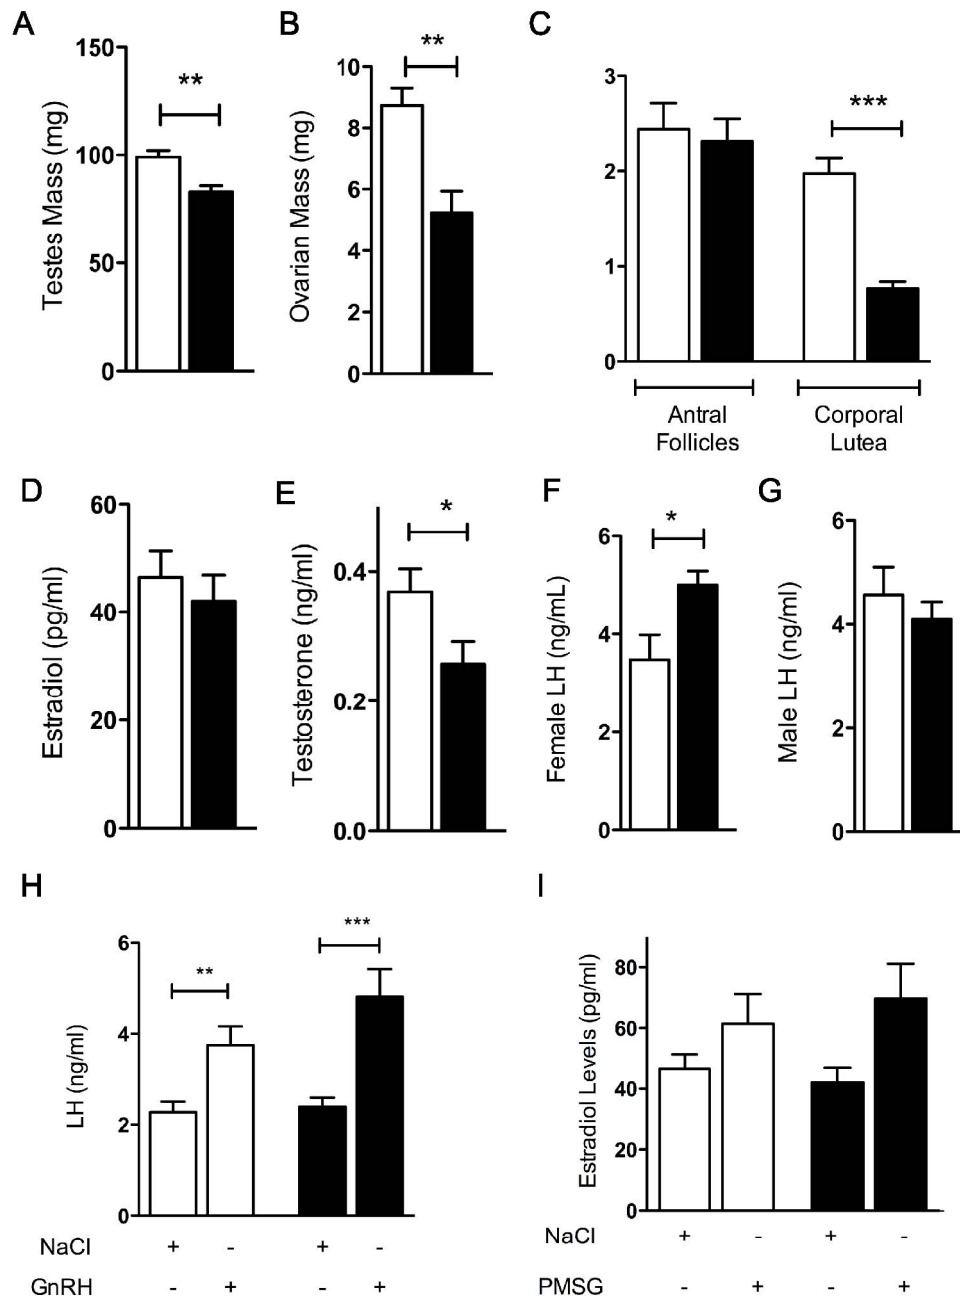 A
Testes Mass (mg)
150
100
50
0
**
B
Ovarian Mass (mg)
10
8
6
4
2
0
**
C
3
2
1
0
***
Antral
Follicles
Corporal
Lutea
D
Estradiol (pg/ml)
60
40
20
0
E
Testosterone (ng/ml)
0.4
0.2
0.0
*
F
Female LH (ng/mL)
6
4
2
0
*
G
Male LH (ng/ml)
6
4
2
0
H
LH (ng/ml)
6
4
2
0
**
***
NaCl + - + -
GnRH - + - +
I
Estradiol Levels (pg/ml)
80
60
40
20
0
NaCl + - + -
PMSG - + - +